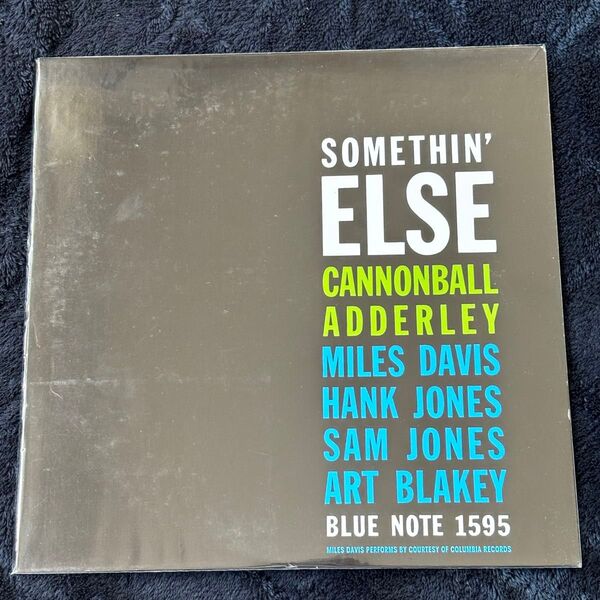 SOMETHIN'
ELSE
CANNONBALL
ADDERLEY
MILES DAVIS
HANK JONES
SAM JONES
ART BLAKEY
BLUE NOTE 1595
MILES DAVIS PERFORMS BY COURTESY OF COLUMBIA RECORDS